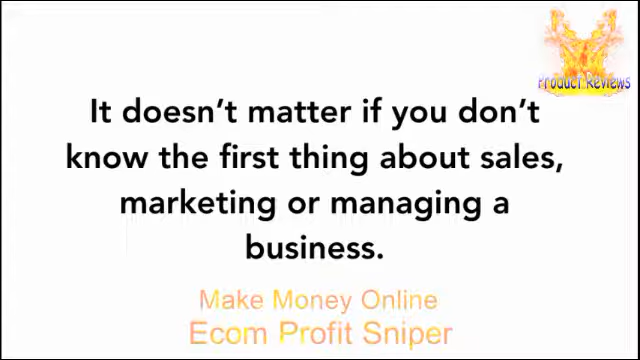 Product Reviews
It doesn't matter if you don't
know the first thing about sales,
marketing or managing a
business.
Make Money Online
Ecom Profit Sniper